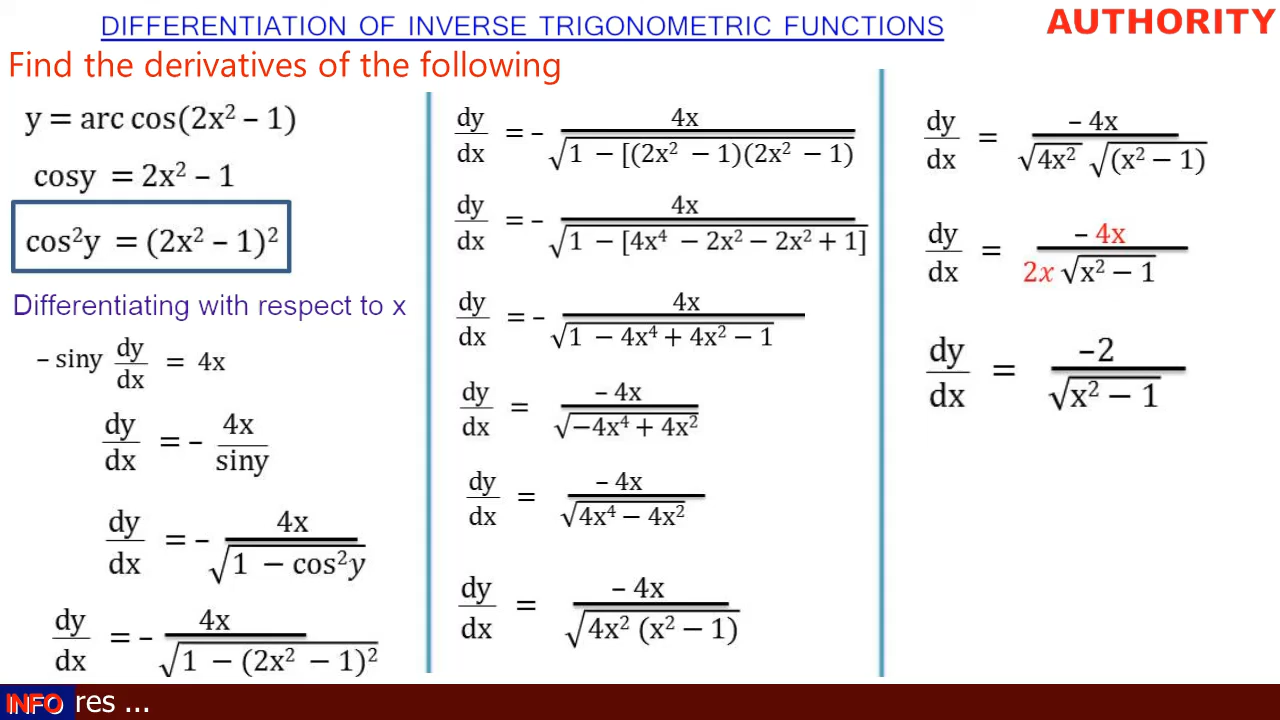 DIFFERENTIATION OF INVERSE TRIGONOMETRIC FUNCTIONS
AUTHORITY
Find the derivatives of the following
y = arc cos(2x² – 1)
cosy = 2x² – 1
cos²y = (2x² – 1)²
Differentiating with respect to x
– siny dy/dx = 4x
dy/dx = – 4x/siny
dy/dx = – 4x/√(1 – cos²y)
dy/dx = – 4x/√(1 – (2x² – 1)²)
dy/dx = – 4x/√(1 – [(2x² – 1)(2x² – 1))
dy/dx = – 4x/√(1 – [4x⁴ – 2x² – 2x² + 1])
dy/dx = – 4x/√(1 – 4x⁴ + 4x² – 1)
dy/dx = – 4x/√(–4x⁴ + 4x²)
dy/dx = – 4x/√(4x⁴ – 4x²)
dy/dx = – 4x/√(4x² (x² – 1))
dy/dx = – 4x/√(4x²) √((x² – 1))
dy/dx = – 4x/2x √(x² – 1)
dy/dx = –2/√(x² – 1)
INFO res ...